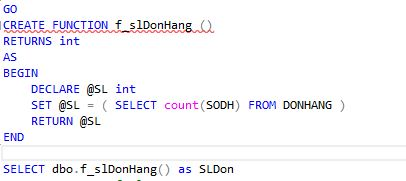 GO
CREATE FUNCTION f_slDonHang ()
RETURNS int
AS
BEGIN
DECLARE @SL int
SET @SL = ( SELECT count(SODH) FROM DONHANG )
RETURN @SL
END
SELECT dbo.f_slDonHang() as SLDon